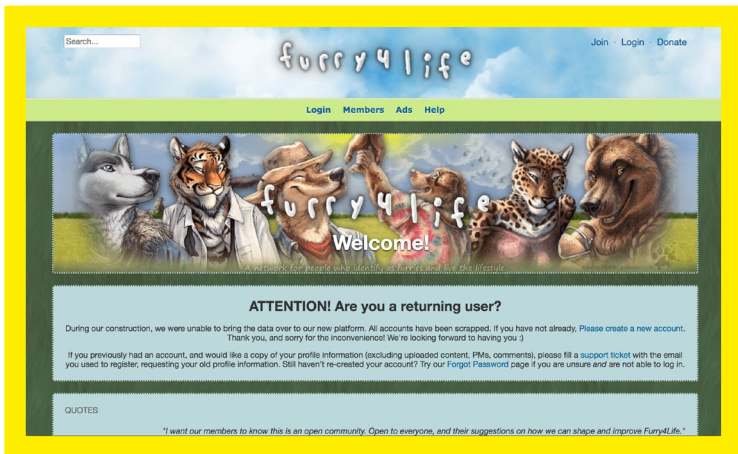 Search...
Join · Login · Donate
furry4life
Login Members Ads Help
furry4life
Welcome!
A network for people who identify as furries and live the lifestyle
ATTENTION! Are you a returning user?
During our construction, we were unable to bring the data over to our new platform. All accounts have been scrapped. If you have not already, Please create a new account.
Thank you, and sorry for the inconvenience! We're looking forward to having you :)
If you previously had an account, and would like a copy of your profile information (excluding uploaded content, PMs, comments), please fill a support ticket with the email
you used to register, requesting your old profile information. Still haven't re-created your account? Try our Forgot Password page if you are unsure and are not able to log in.
QUOTES
"I want our members to know this is an open community. Open to everyone, and their suggestions on how we can shape and improve Furry4Life."